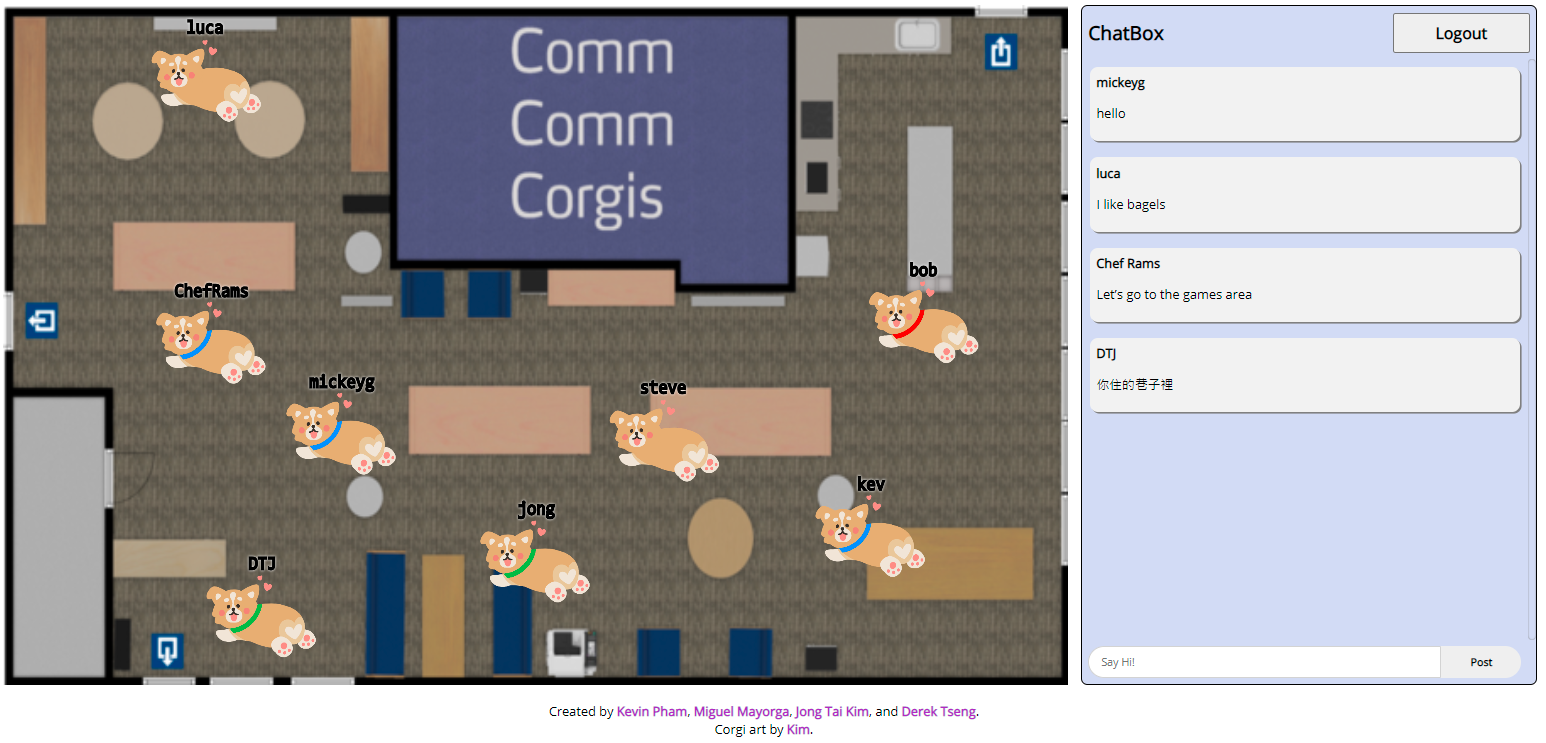 luca
Comm
Comm
Corgis
ChefRams
bob
mickeyg
steve
kev
jong
DTJ
ChatBox
Logout
mickeyg
hello
luca
I like bagels
Chef Rams
Let's go to the games area
DTJ
你住的巷子裡
Say Hi!
Post
Created by Kevin Pham, Miguel Mayorga, Jong Tai Kim, and Derek Tseng.
Corgi art by Kim.